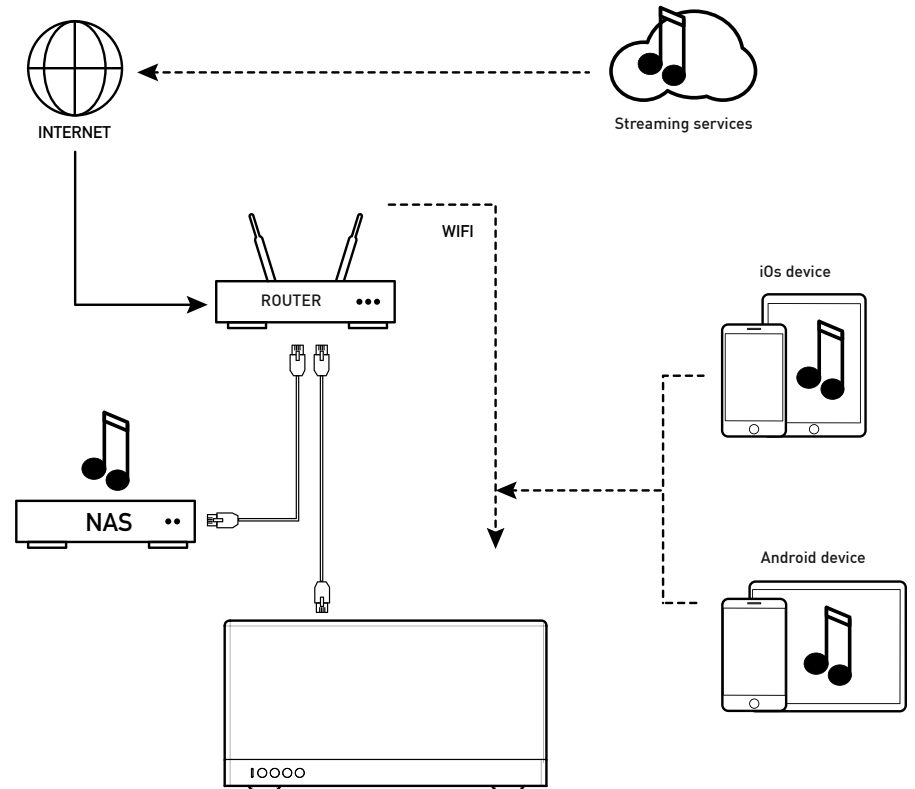 INTERNET
Streaming services
WIFI
iOs device
ROUTER
NAS
Android device